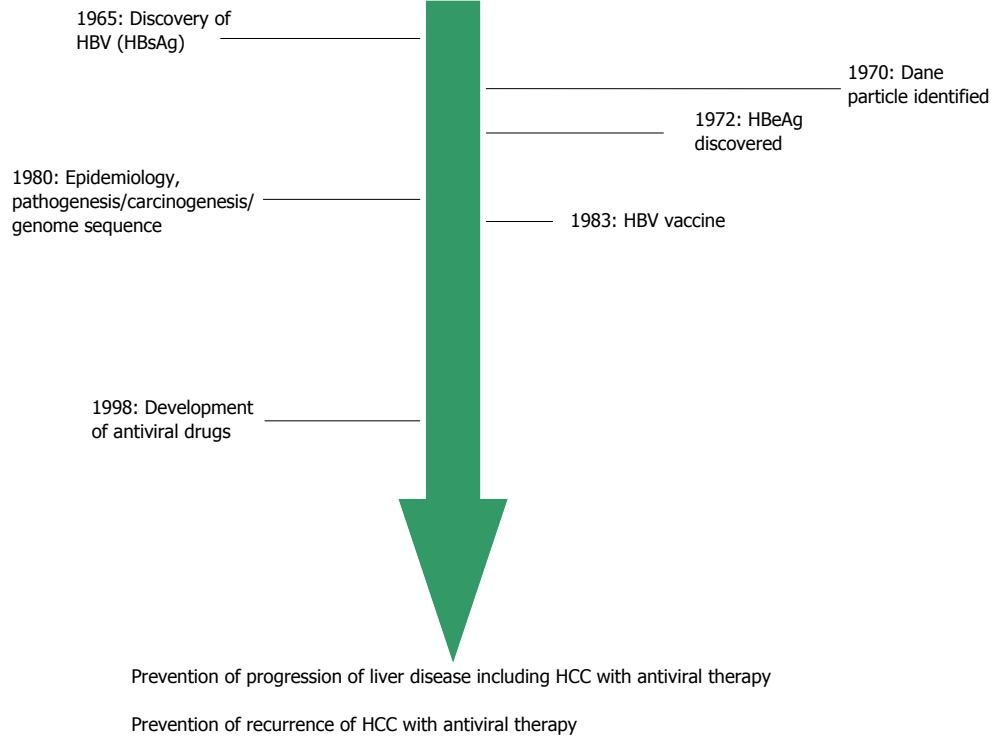 1965: Discovery of
HBV (HBsAg)
1970: Dane
particle identified
1972: HBeAg
discovered
1980: Epidemiology,
pathogenesis/carcinogenesis/
genome sequence
1983: HBV vaccine
1998: Development
of antiviral drugs
Prevention of progression of liver disease including HCC with antiviral therapy
Prevention of recurrence of HCC with antiviral therapy